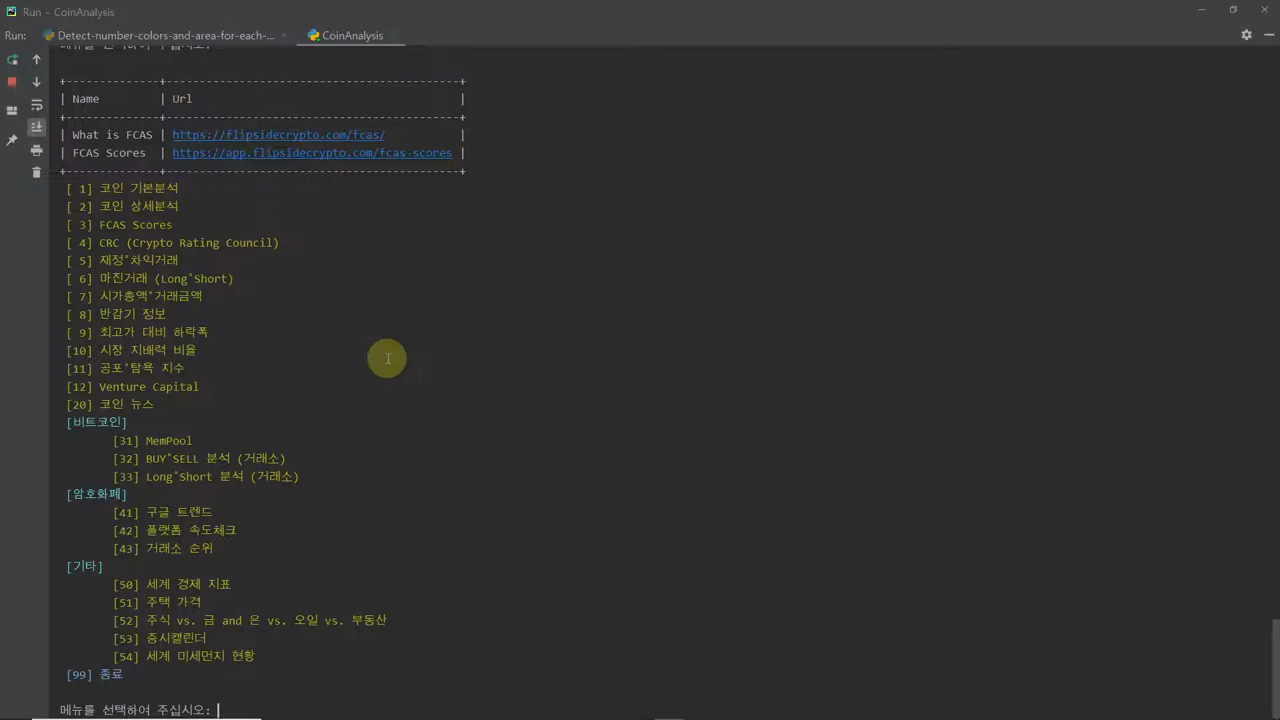 Run - CoinAnalysis
Run: Detect-number-colors-and-area-for-each-... CoinAnalysis
메뉴를 선택하여 주십시오:
| Name | Url |
| What is FCAS | https://flipsidecrypto.com/fcas/ |
| FCAS Scores | https://app.flipsidecrypto.com/fcas-scores |
[ 1] 코인 기본분석
[ 2] 코인 상세분석
[ 3] FCAS Scores
[ 4] CRC (Crypto Rating Council)
[ 5] 재정˚차익거래
[ 6] 마진거래 (Long˚Short)
[ 7] 시가총액˚거래금액
[ 8] 반감기 정보
[ 9] 최고가 대비 하락폭
[10] 시장 지배력 비율
[11] 공포˚탐욕 지수
[12] Venture Capital
[20] 코인 뉴스
[비트코인]
[31] MemPool
[32] BUY˚SELL 분석 (거래소)
[33] Long˚Short 분석 (거래소)
[암호화폐]
[41] 구글 트렌드
[42] 플랫폼 속도체크
[43] 거래소 순위
[기타]
[50] 세계 경제 지표
[51] 주택 가격
[52] 주식 vs. 금 and 은 vs. 오일 vs. 부동산
[53] 증시캘린더
[54] 세계 미세먼지 현황
[99] 종료
메뉴를 선택하여 주십시오: